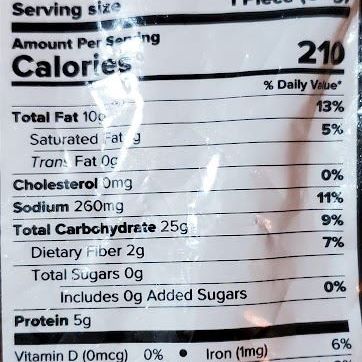 Serving size 1 Piece
Amount Per Serving
Calories 210
% Daily Value*
Total Fat 10g 13%
Saturated Fat g 5%
Trans Fat 0g
Cholesterol 0mg 0%
Sodium 260mg 11%
Total Carbohydrate 25g 9%
Dietary Fiber 2g 7%
Total Sugars 0g
Includes 0g Added Sugars 0%
Protein 5g
Vitamin D (0mcg) 0% • Iron (1mg) 6%